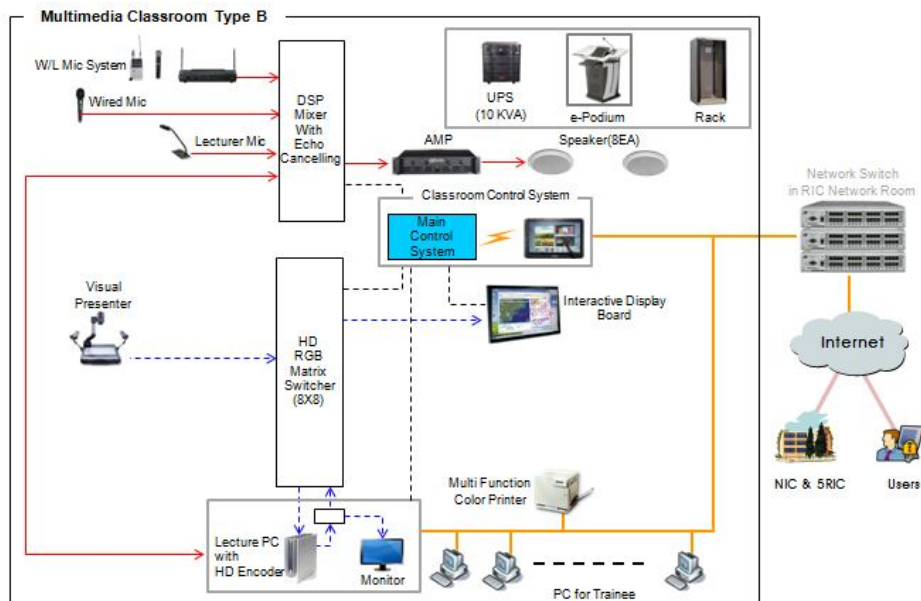 Multimedia Classroom Type B
W/L Mic System
Wired Mic
Lecturer Mic
DSP
Mixer
With
Echo
Cancelling
UPS
(10 KVA)
e-Podium
Rack
AMP
Speaker(8EA)
Classroom Control System
Main
Control
System
Network Switch
in RIC Network Room
Visual
Presenter
HD
RGB
Matrix
Switcher
(8X8)
Interactive Display
Board
Internet
NIC & 5RIC
Users
Multi Function
Color Printer
Lecture PC
with
HD Encoder
Monitor
PC for Trainee